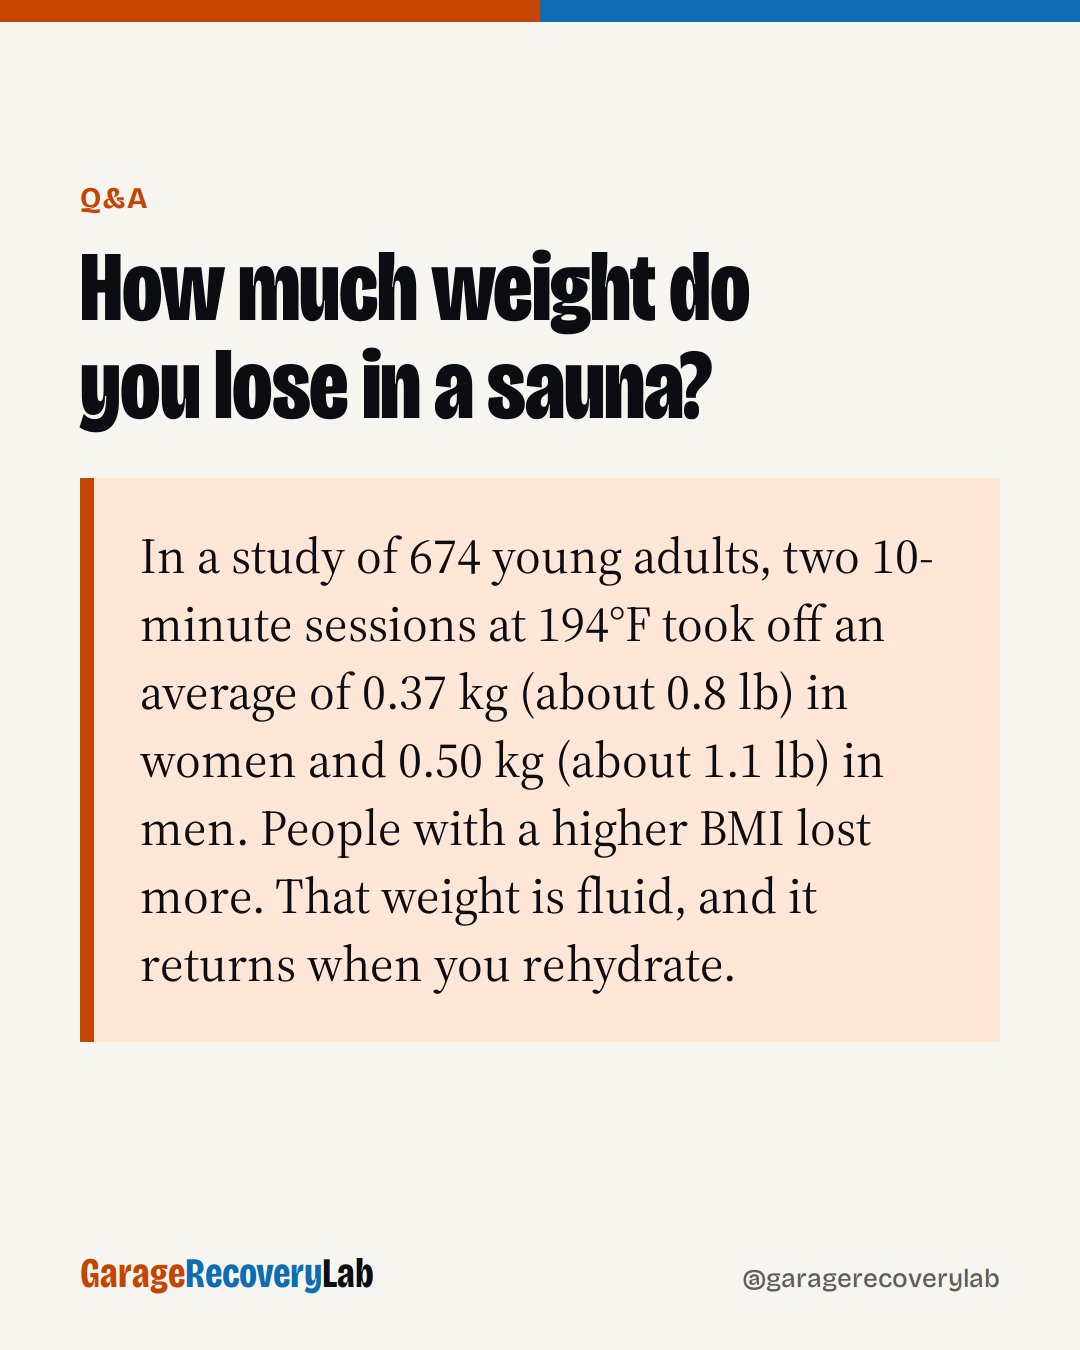 Q&A
How much weight do
you lose in a sauna?
In a study of 674 young adults, two 10-
minute sessions at 194°F took off an
average of 0.37 kg (about 0.8 lb) in
women and 0.50 kg (about 1.1 lb) in
men. People with a higher BMI lost
more. That weight is fluid, and it
returns when you rehydrate.
GarageRecoveryLab
@garagerecoverylab